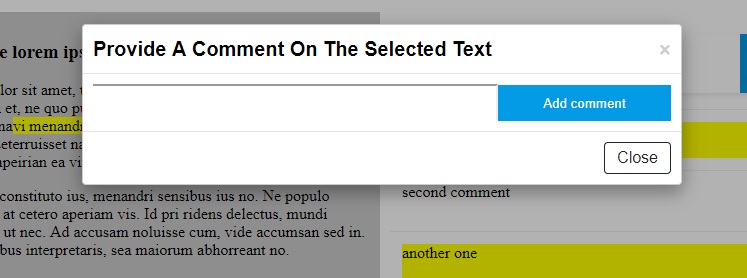 Provide A Comment On The Selected Text ×
Add comment
Close
e lorem ips
lor sit amet,
et, ne quo pu
navi menandr
eterruisset na
peirian ea vi
constituto ius, menandri sensibus ius no. Ne populo
at cetero aperiam vis. Id pri ridens delectus, mundi
ut nec. Ad accusam noluisse cum, vide accumsan sed in.
bus interpretaris, sea maiorum abhorreant no.
second comment
another one